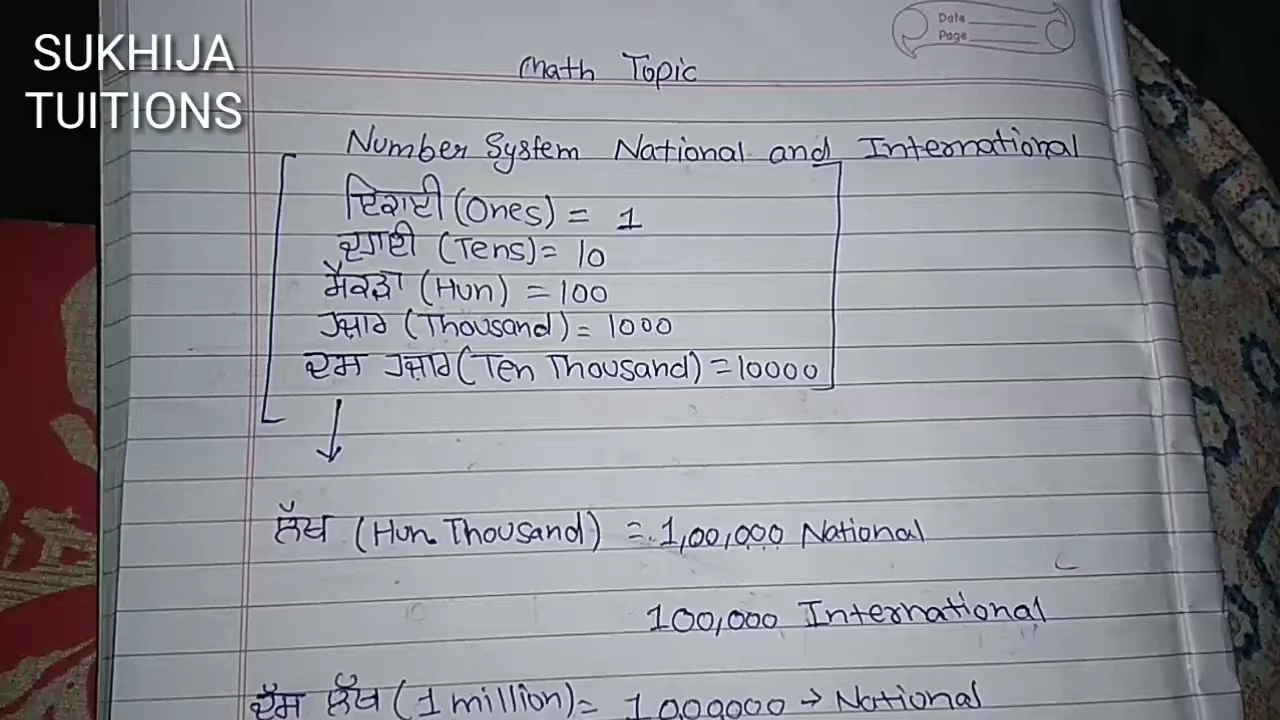 SUKHIJA
TUITIONS
Date
Page
Math Topic
Number System National and International
ਇਕਾਈ (Ones) = 1
ਦਹਾਈ (Tens) = 10
ਸੈਕੜਾ (Hun) = 100
ਹਜ਼ਾਰ (Thousand) = 1000
ਦਸ ਹਜ਼ਾਰ (Ten Thousand) = 10000
ਲੱਖ (Hun. Thousand) = 1,00,000 National
100,000 International
ਦੱਸ ਲੱਖ (1 million) = 1,000000 → National